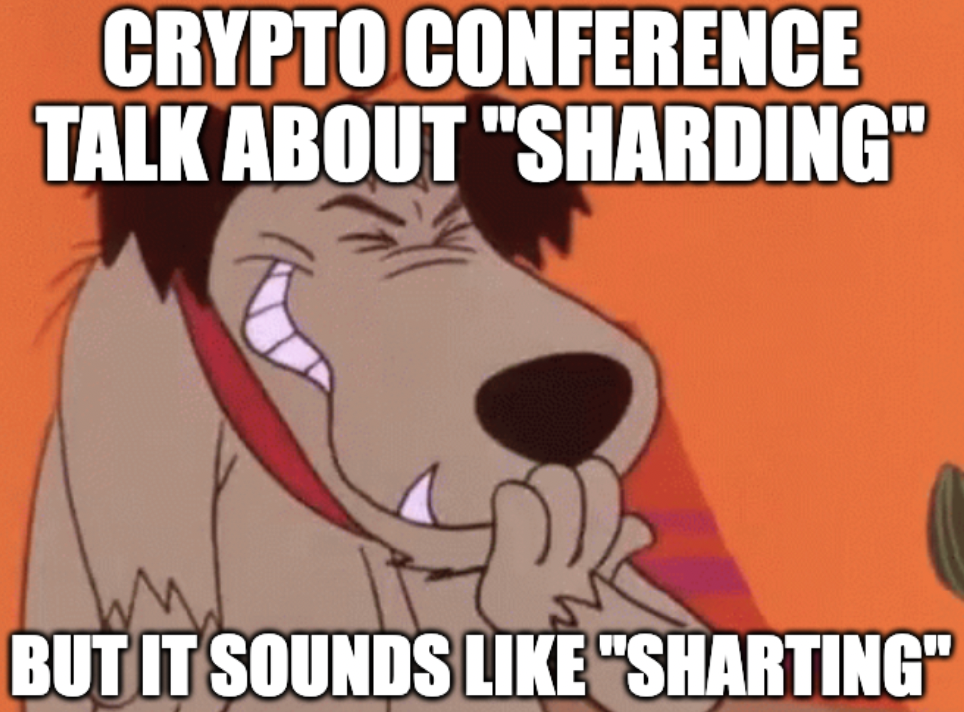 CRYPTO CONFERENCE
TALK ABOUT "SHARDING"
BUT IT SOUNDS LIKE "SHARTING"